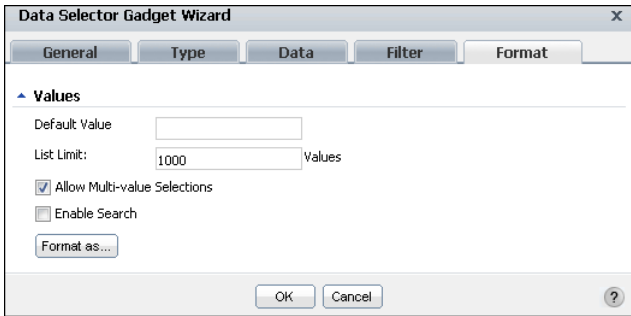 Data Selector Gadget Wizard x
General Type Data Filter Format
Values
Default Value
List Limit: 1000 Values
Allow Multi-value Selections
Enable Search
Format as...
OK Cancel ?